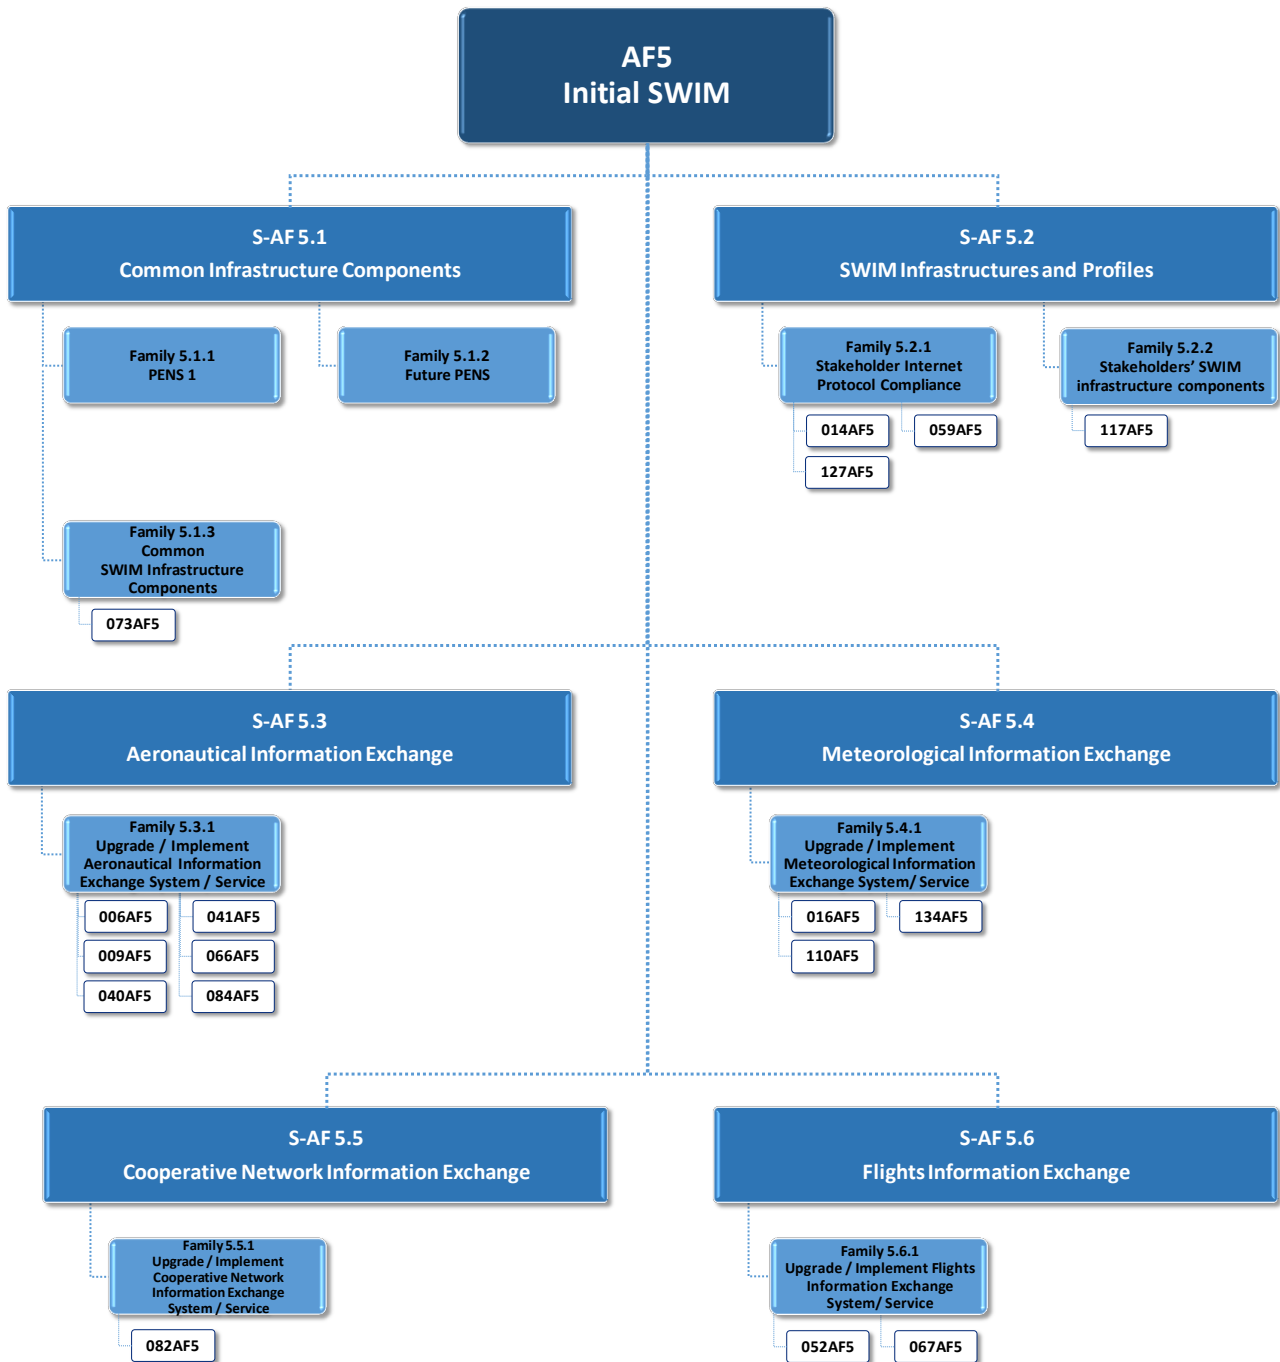 AF5
Initial SWIM
S-AF 5.1
Common Infrastructure Components
S-AF 5.2
SWIM Infrastructures and Profiles
Family 5.1.1
PENS 1
Family 5.1.2
Future PENS
Family 5.2.1
Stakeholder Internet
Protocol Compliance
Family 5.2.2
Stakeholders' SWIM
infrastructure components
014AF5
059AF5
117AF5
127AF5
Family 5.1.3
Common
SWIM Infrastructure
Components
073AF5
S-AF 5.3
Aeronautical Information Exchange
S-AF 5.4
Meteorological Information Exchange
Family 5.3.1
Upgrade / Implement
Aeronautical Information
Exchange System / Service
Family 5.4.1
Upgrade / Implement
Meteorological Information
Exchange System/ Service
006AF5
041AF5
016AF5
134AF5
009AF5
066AF5
110AF5
040AF5
084AF5
S-AF 5.5
Cooperative Network Information Exchange
S-AF 5.6
Flights Information Exchange
Family 5.5.1
Upgrade / Implement
Cooperative Network
Information Exchange
System / Service
Family 5.6.1
Upgrade / Implement Flights
Information Exchange
System/ Service
082AF5
052AF5
067AF5